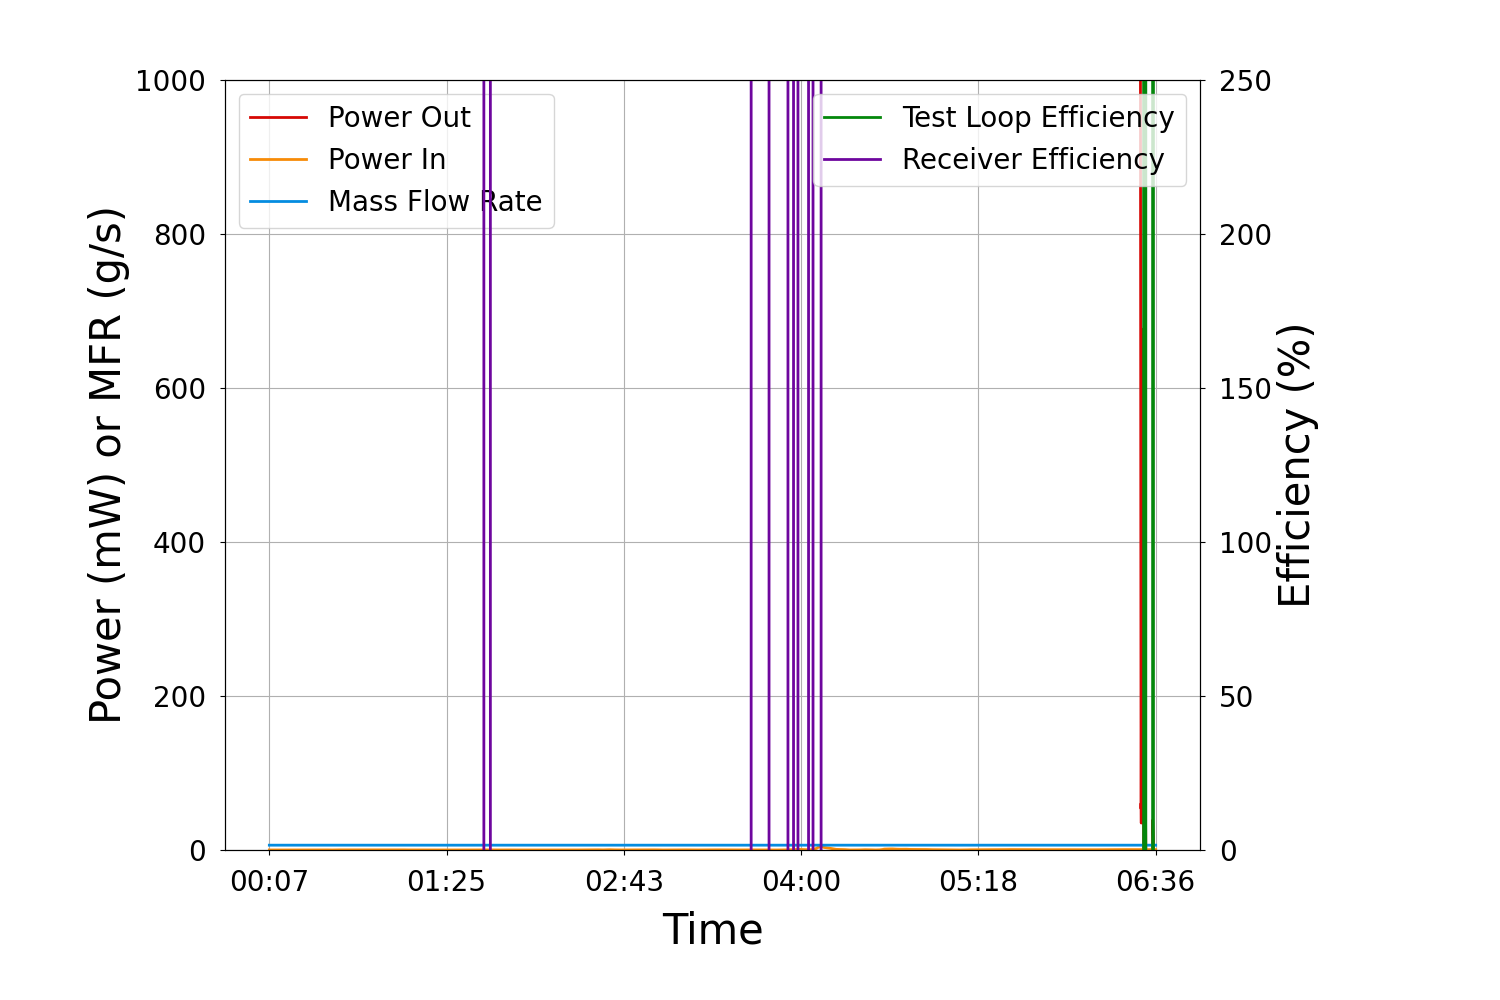 1000
800
600
400
200
0
Power (mW) or MFR (g/s)
Power Out
Power In
Mass Flow Rate
Test Loop Efficiency
Receiver Efficiency
250
200
150
100
50
0
Efficiency (%)
00:07 01:25 02:43 04:00 05:18 06:36
Time